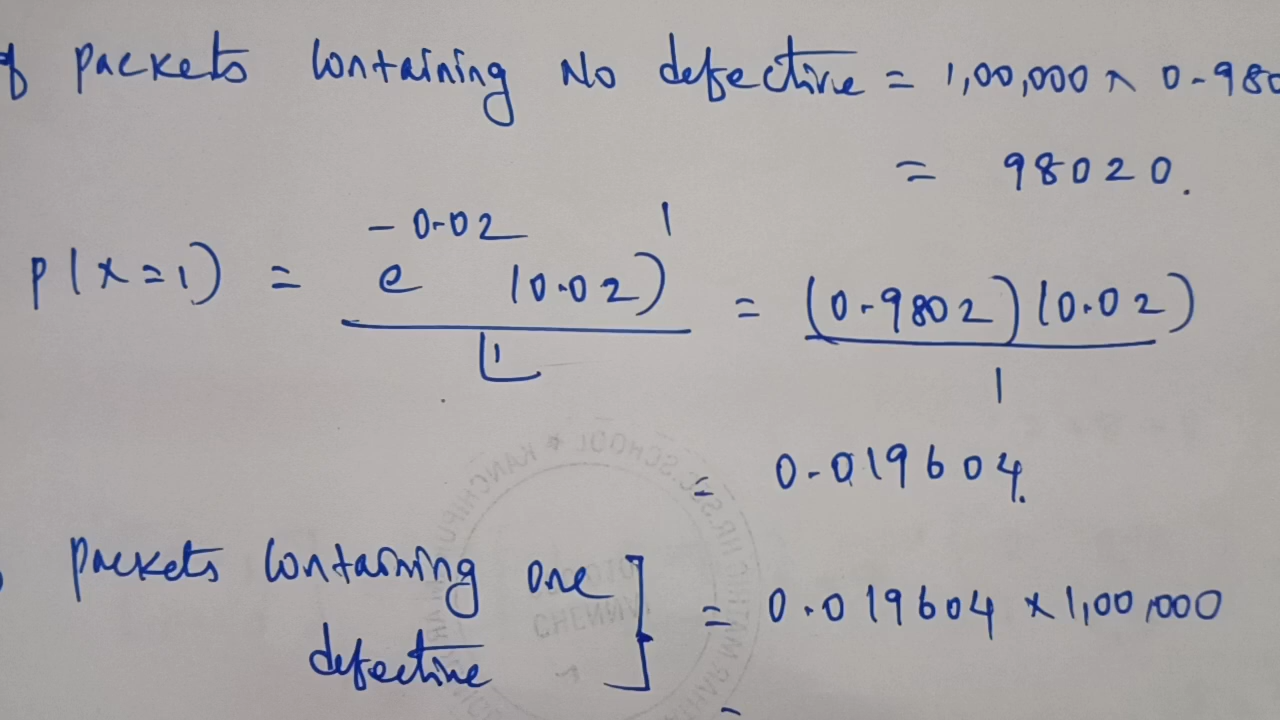 packets containing No defective = 1,00,000 × 0.980
= 98020.
P(x=1) = e^-0.02 (0.02)^1 / ⌊1 = (0.9802)(0.02) / 1
= 0.019604.
packets containing one defective ] = 0.019604 × 1,00,000
=